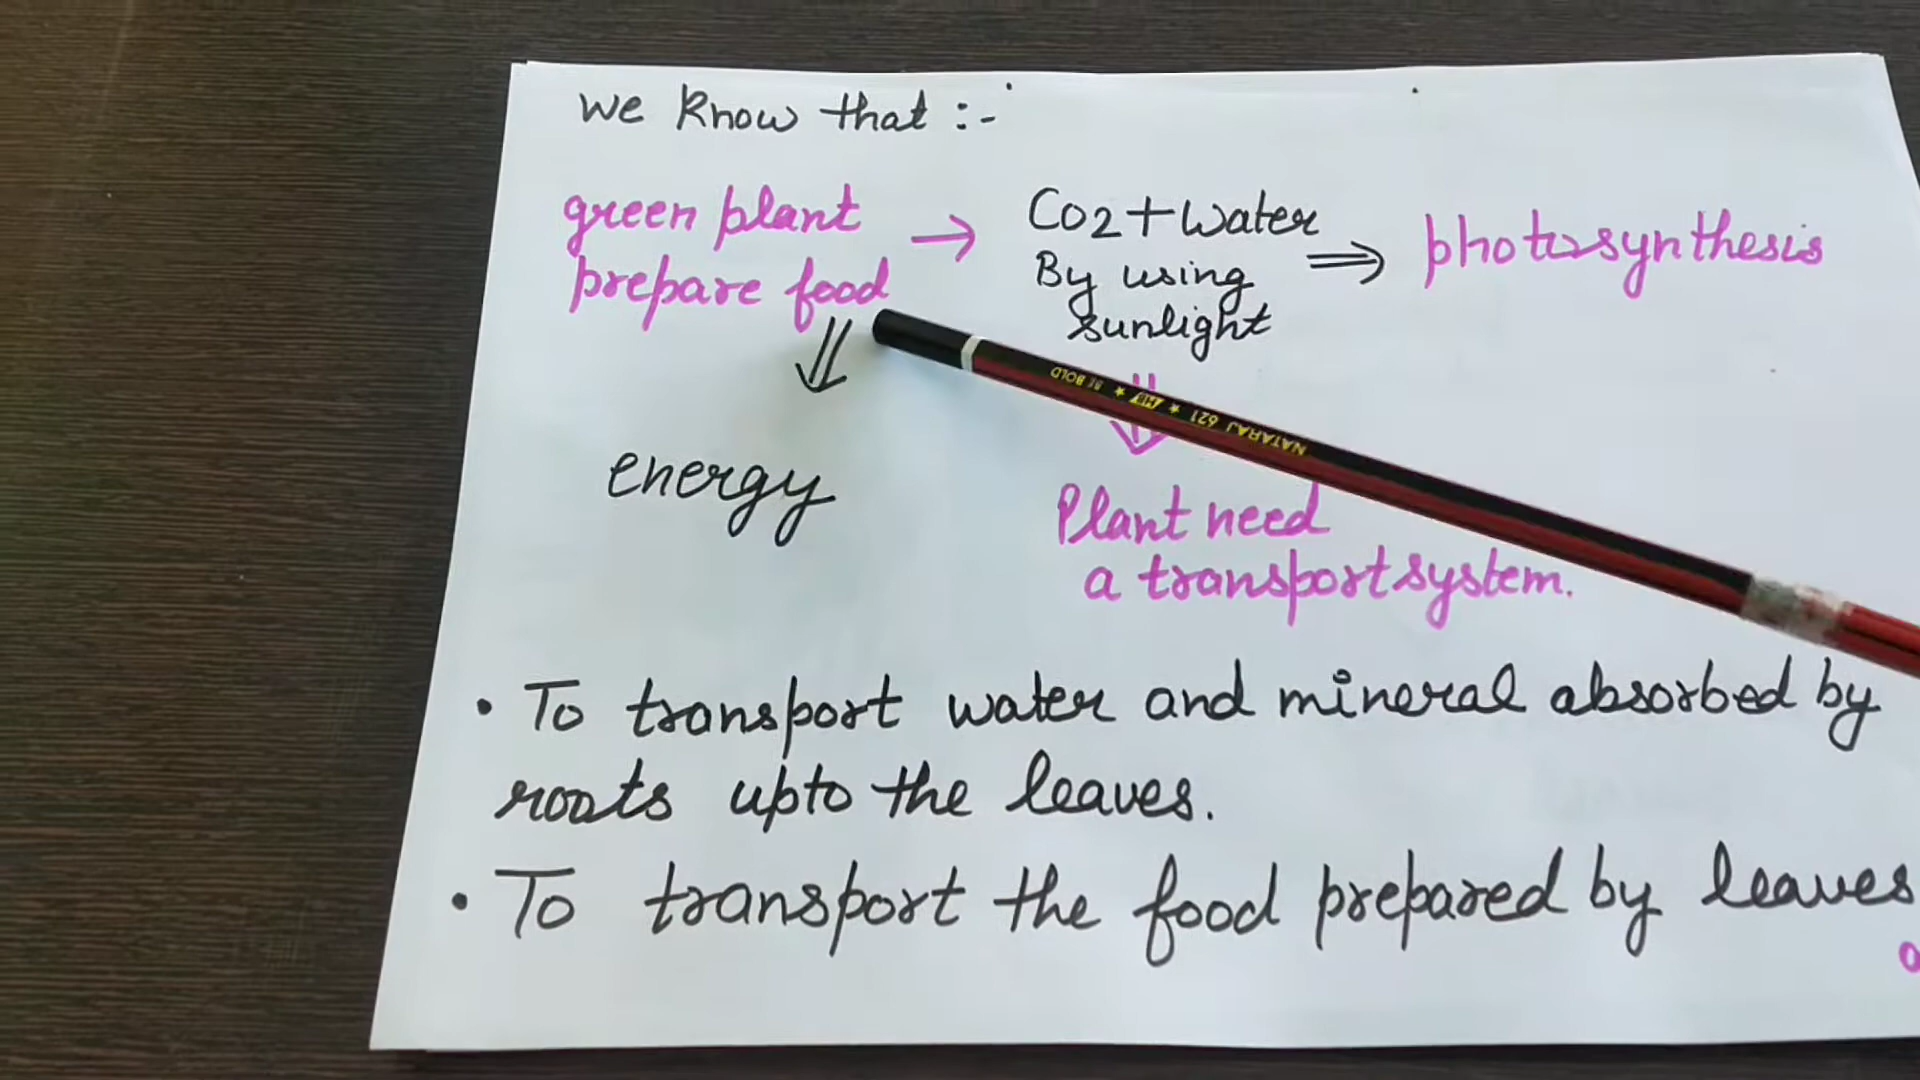 We Know that :-
green plant
prepare food
→
CO2+Water
By using
sunlight
⇒
photosynthesis
⇓
energy
Plant need
a transport system.
• To transport water and mineral absorbed by
roots upto the leaves.
• To transport the food prepared by leaves
NATARAJ 621 ★ HB ★ BOLD